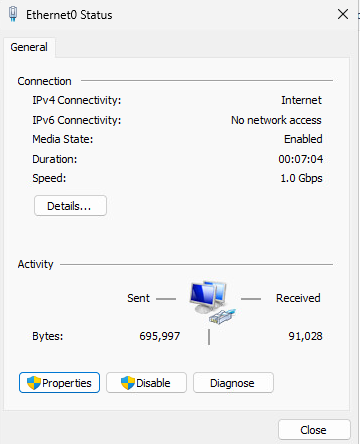 Ethernet0 Status
General
Connection
IPv4 Connectivity: Internet
IPv6 Connectivity: No network access
Media State: Enabled
Duration: 00:07:04
Speed: 1.0 Gbps
Details...
Activity
Sent Received
Bytes: 695,997 91,028
Properties Disable Diagnose
Close